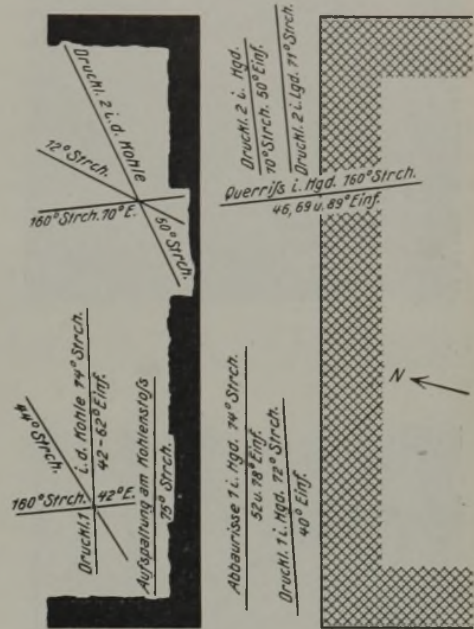 Druckl. 2 i. d. Kohle
12° Strch.
160° Strch. 70° E.
50° Strch.
Druckl. 2 i. Hgd.
70° Strch. 50° Einf.
Druckl. 2 i. Lgd. 71° Strch.
Querriß i. Hgd. 160° Strch.
46, 69 u. 89° Einf.
N
44° Strch.
160° Strch. 42° E.
Druckl. 1 i. d. Kohle 74° Strch.
42-62° Einf.
Aufspaltung am Kohlenstoß
75° Strch.
Abbaurisse 1 i. Hgd. 74° Strch.
52 u. 78° Einf.
Druckl. 1 i. Hgd. 72° Strch.
40° Einf.